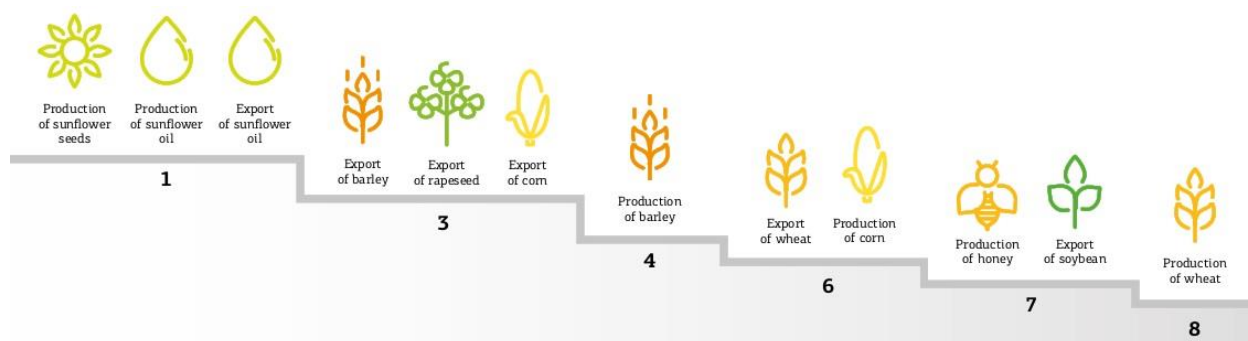 Production
of sunflower
seeds
Production
of sunflower
oil
Export
of sunflower
oil
1
Export
of barley
Export
of rapeseed
Export
of corn
3
Production
of barley
4
Export
of wheat
Production
of corn
6
Production
of honey
Export
of soybean
7
Production
of wheat
8